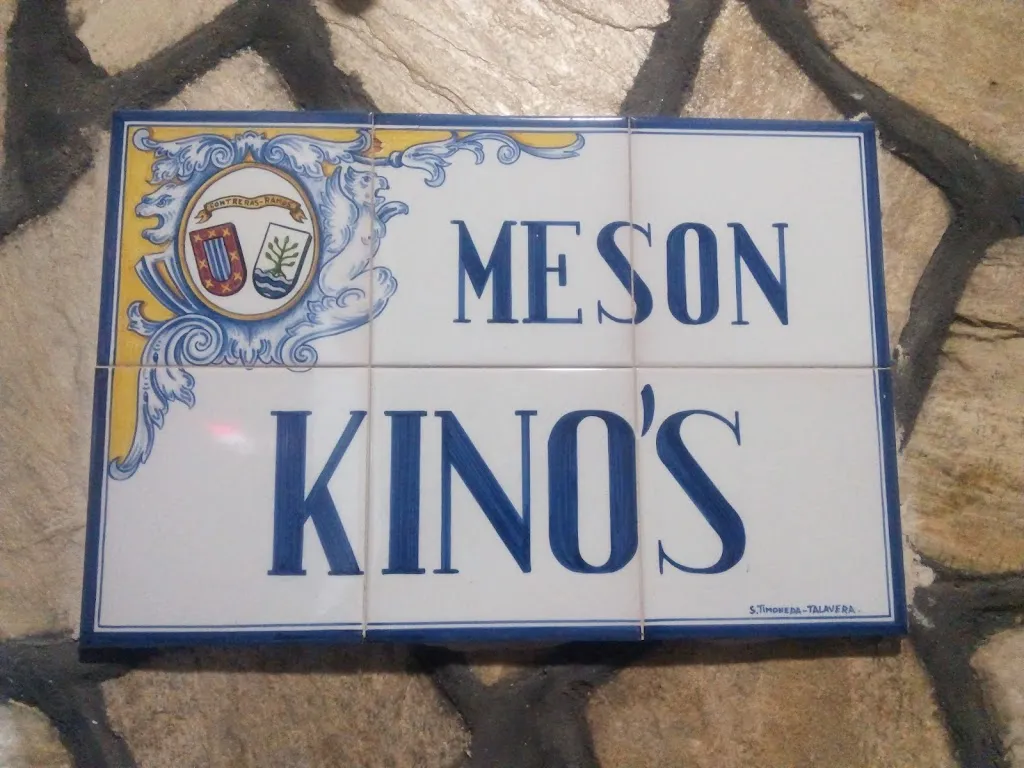 CONTRERAS-RAMOS
MESON
KINO'S
S.TIMONEDA-TALAVERA-